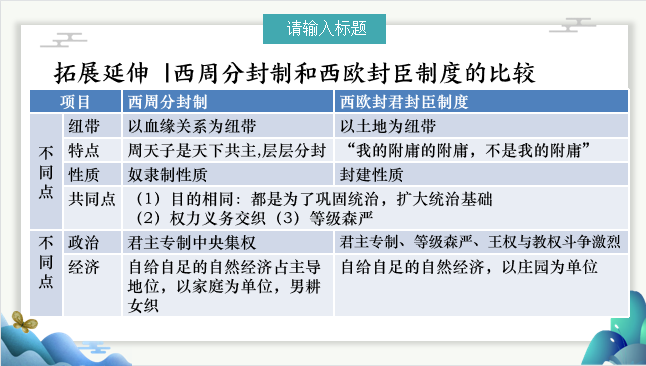 请输入标题
拓展延伸 |西周分封制和西欧封臣制度的比较
项目 西周分封制 西欧封君封臣制度
不同点
纽带 以血缘关系为纽带 以土地为纽带
特点 周天子是天下共主,层层分封 “我的附庸的附庸，不是我的附庸”
性质 奴隶制性质 封建性质
共同点 （1）目的相同：都是为了巩固统治，扩大统治基础
（2）权力义务交织（3）等级森严
不同点
政治 君主专制中央集权 君主专制、等级森严、王权与教权斗争激烈
经济 自给自足的自然经济占主导
地位，以家庭为单位，男耕
女织
自给自足的自然经济，以庄园为单位